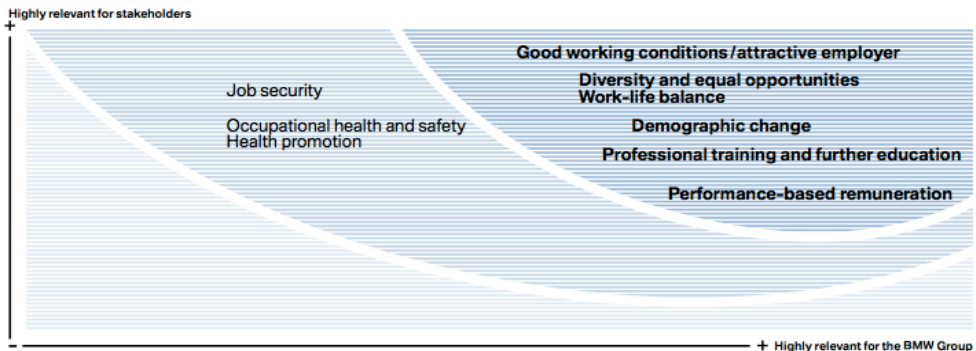 Highly relevant for stakeholders
+
Good working conditions/attractive employer
Diversity and equal opportunities
Work-life balance
Job security
Demographic change
Occupational health and safety
Health promotion
Professional training and further education
Performance-based remuneration
-
+ Highly relevant for the BMW Group